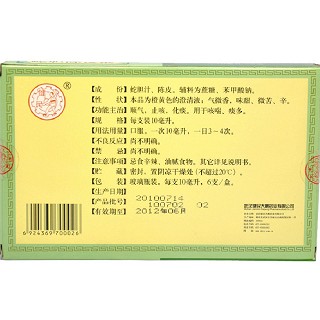 ®
【成　份】蛇胆汁、陈皮。辅料为蔗糖、苯甲酸钠。
【性　状】本品为橙黄色的澄清液；气微香，味甜、微苦、辛。
【功能主治】顺气，止咳，化痰。用于咳嗽，痰多。
【规　格】每支装10毫升。
【用法用量】口服，一次10毫升，一日3～4次。
【不良反应】尚不明确。
【禁　忌】尚不明确。
【注意事项】忌食辛辣、油腻食物，其它详见说明书。
【贮　藏】密封，置阴凉干燥处（不超过20℃）。
【包　装】玻璃瓶装，每支10毫升，6支/盒。
【生产日期】20100714
【产品批号】100702　02
【有效期至】2012年06月
6 924369 700026